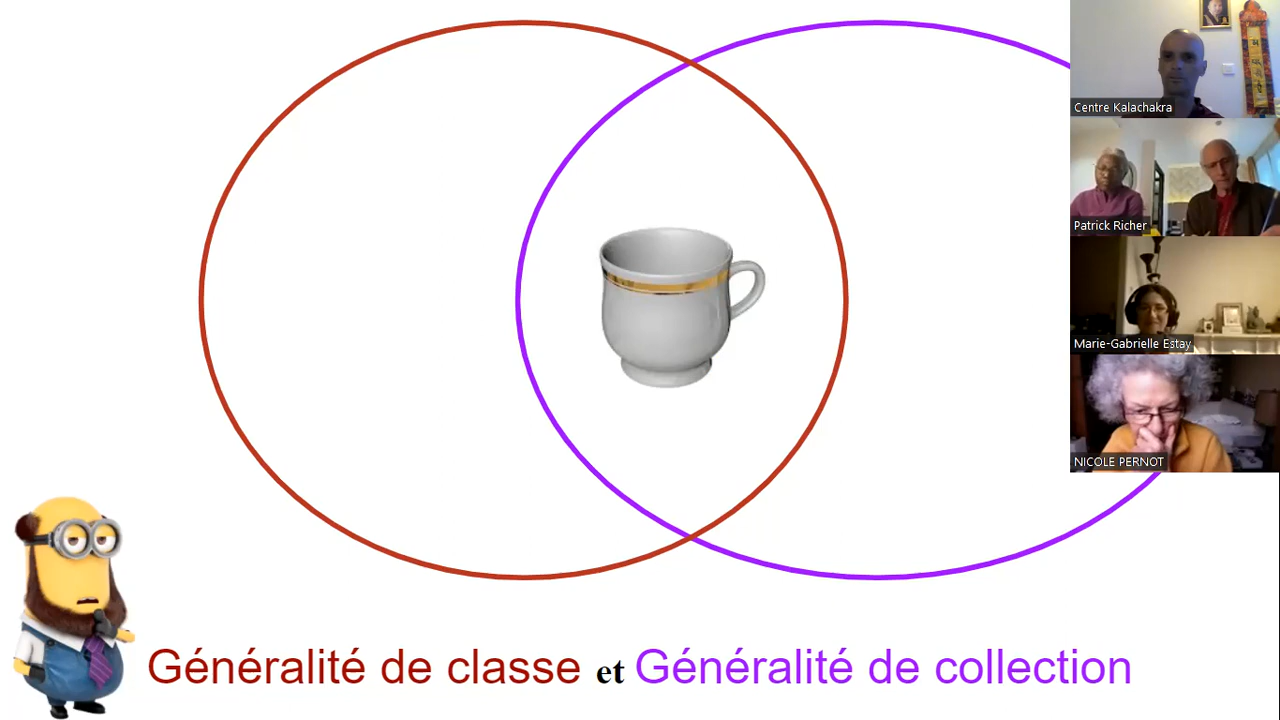 Centre Kalachakra
Patrick Richer
Marie-Gabrielle Estay
NICOLE PERNOT
Généralité de classe et Généralité de collection